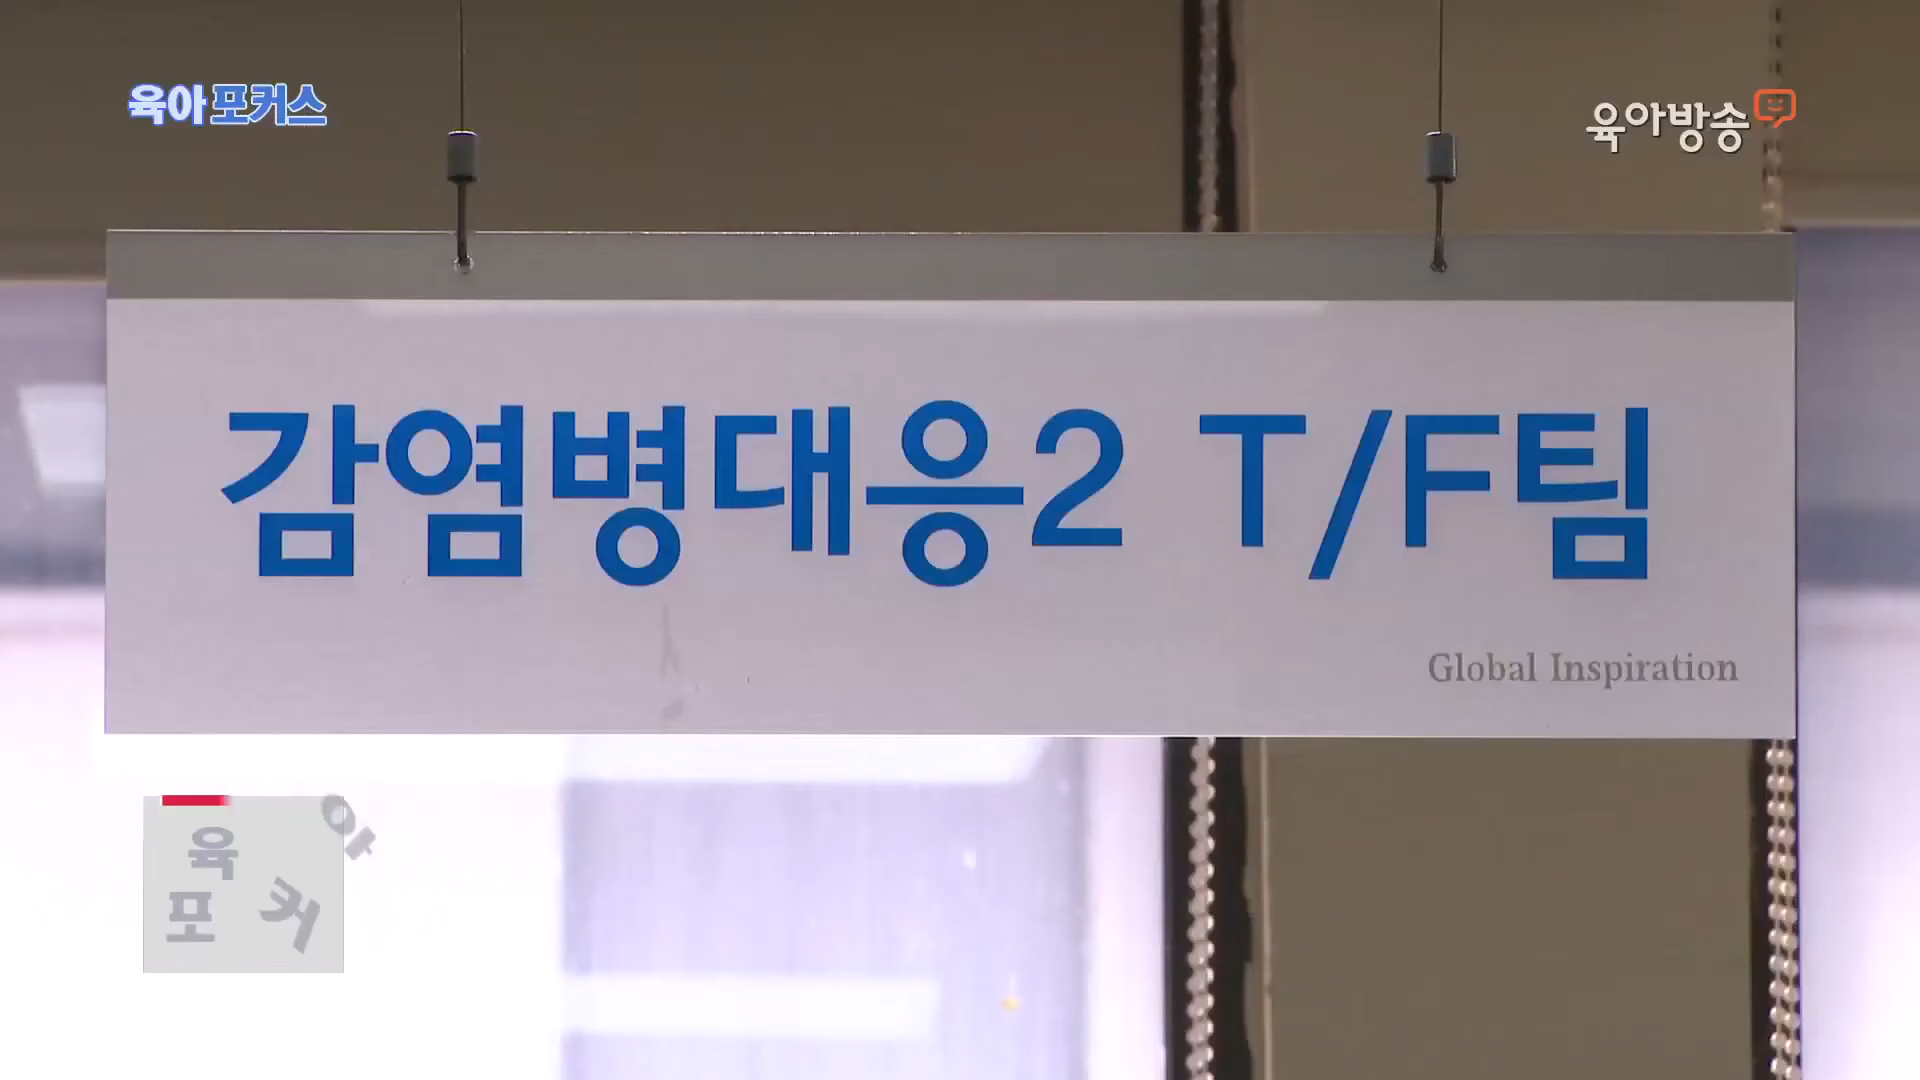 육아포커스
육아방송
감염병대응2 T/F팀
Global Inspiration
육
아
포 커